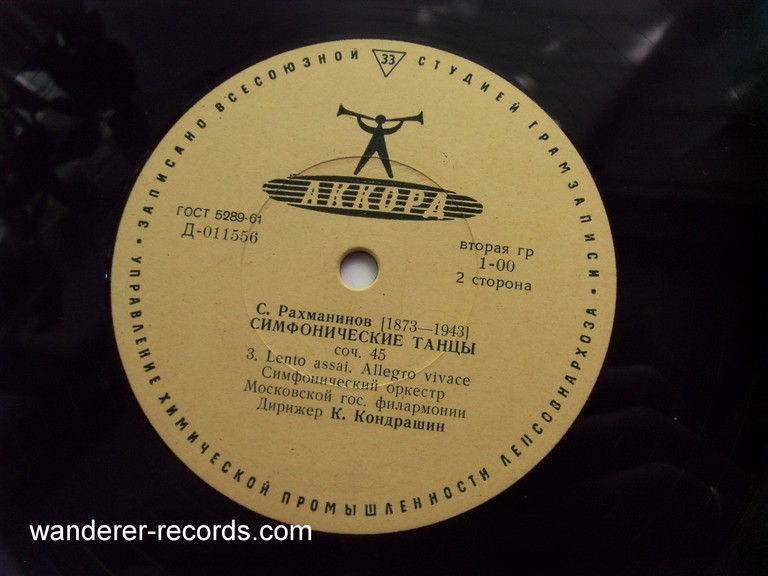 ЗАПИСАНО ВСЕСОЮЗНОЙ СТУДИЕЙ ГРАМЗАПИСИ •
33
АККОРД
ГОСТ 5289-61
Д-011556
вторая гр
1-00
2 сторона
С. Рахманинов [1873—1943]
СИМФОНИЧЕСКИЕ ТАНЦЫ
соч. 45
3. Lento assai. Allegro vivace
Симфонический оркестр
Московской гос. филармонии
Дирижер К. Кондрашин
УПРАВЛЕНИЕ ХИМИЧЕСКОЙ ПРОМЫШЛЕННОСТИ ЛЕНСОВНАРХОЗА •
wanderer-records.com